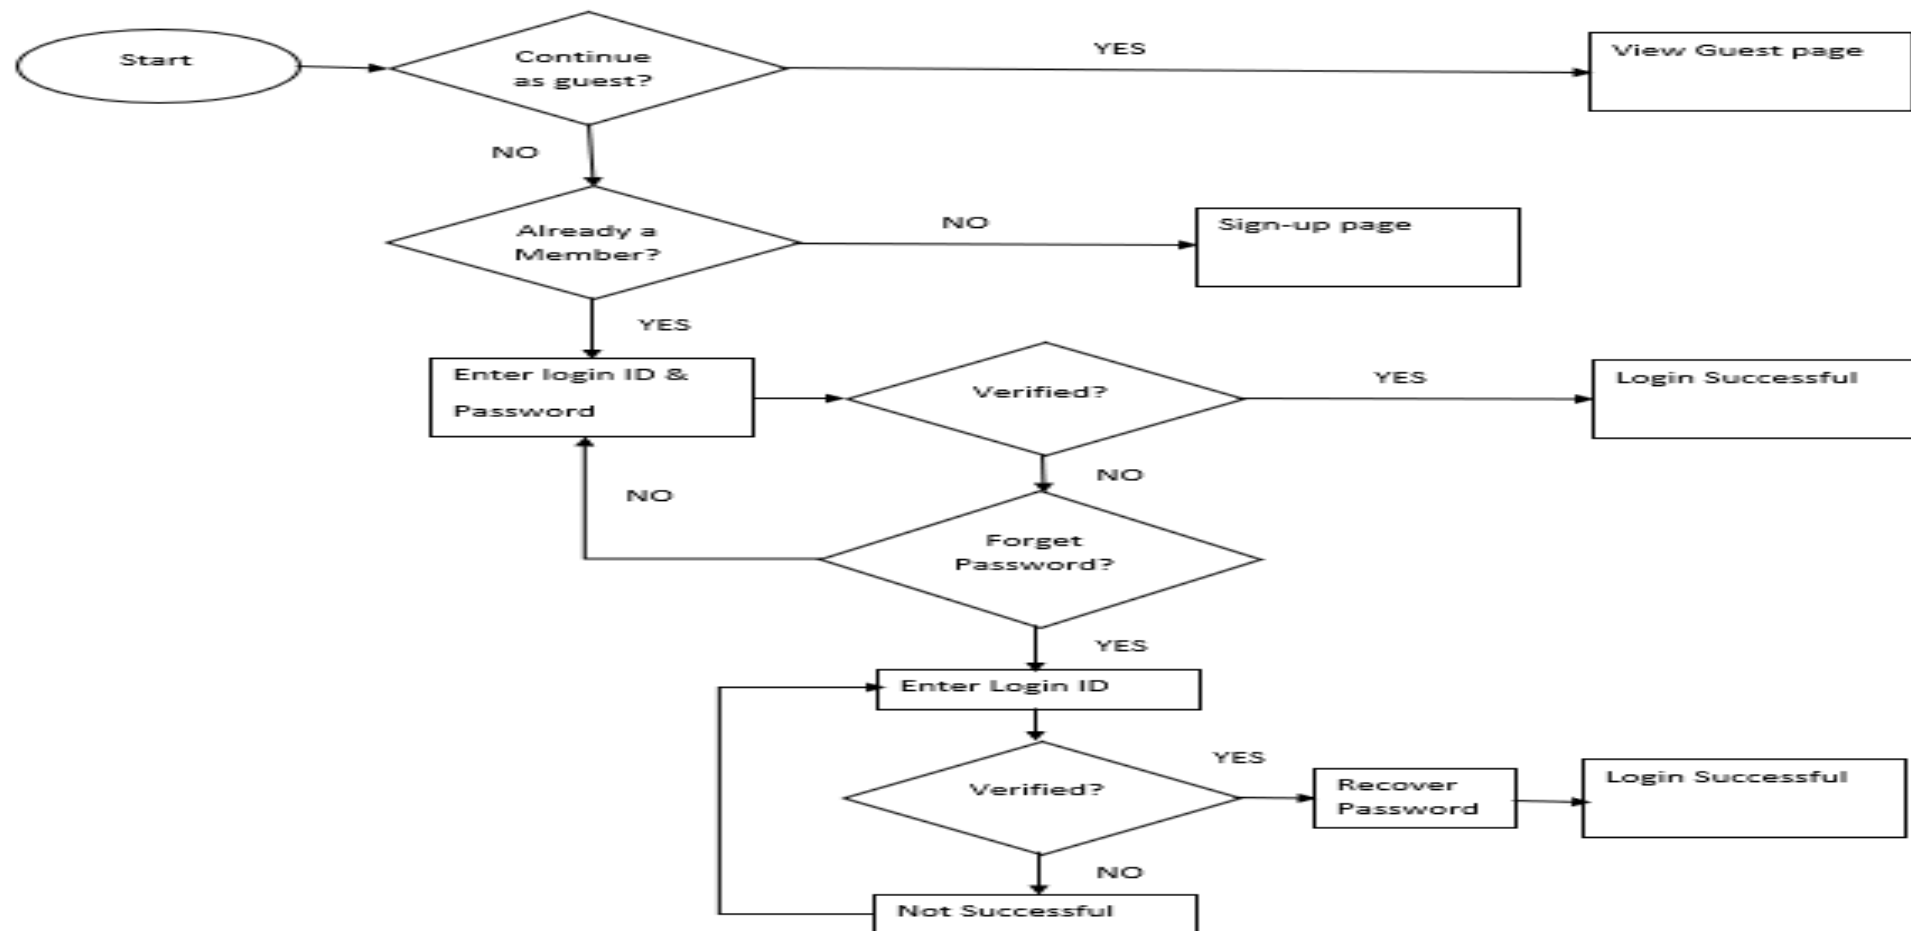 Start
Continue
as guest?
YES
View Guest page
NO
Already a
Member?
NO
Sign-up page
YES
Enter login ID &
Password
Verified?
YES
Login Successful
NO
NO
Forget
Password?
YES
Enter Login ID
Verified?
YES
Recover
Password
Login Successful
NO
Not Successful